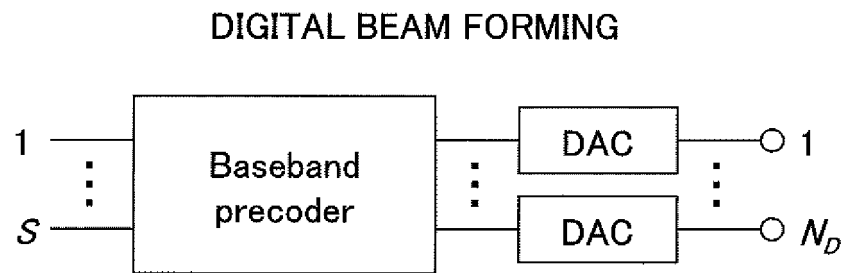 DIGITAL BEAM FORMING
1 DAC 1
Baseband
precoder
S DAC N_D